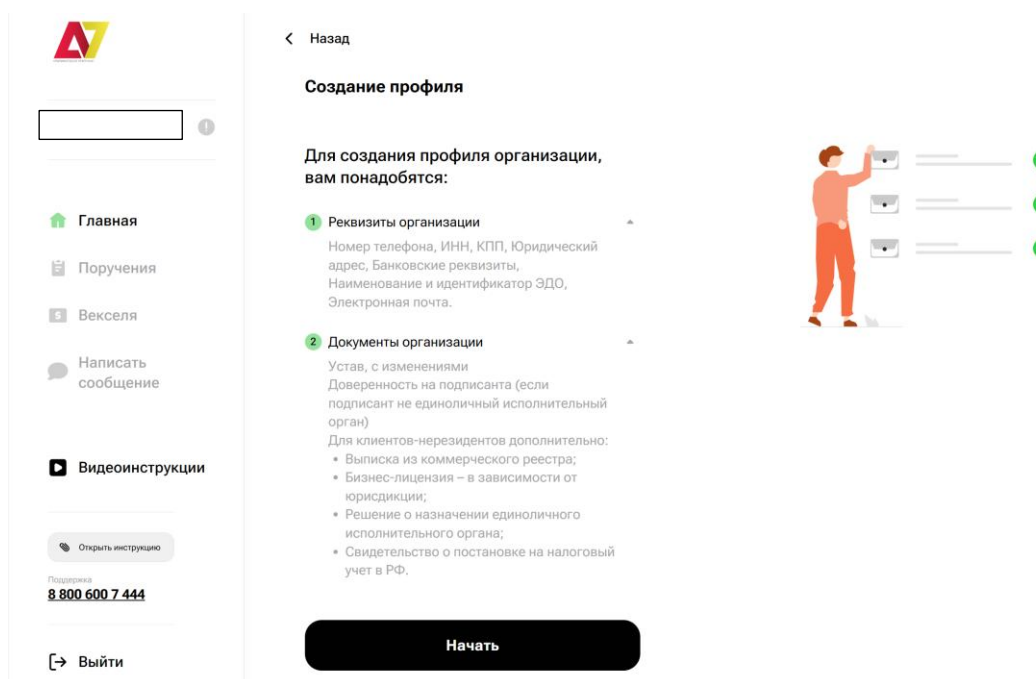 A7
Назад
Создание профиля
Для создания профиля организации,
вам понадобятся:
1 Реквизиты организации
Номер телефона, ИНН, КПП, Юридический
адрес, Банковские реквизиты,
Наименование и идентификатор ЭДО,
Электронная почта.
2 Документы организации
Устав, с изменениями
Доверенность на подписанта (если
подписант не единоличный исполнительный
орган)
Для клиентов-нерезидентов дополнительно:
• Выписка из коммерческого реестра;
• Бизнес-лицензия – в зависимости от
юрисдикции;
• Решение о назначении единоличного
исполнительного органа;
• Свидетельство о постановке на налоговый
учет в РФ.
Начать
Главная
Поручения
Векселя
Написать
сообщение
Видеоинструкции
Открыть инструкцию
Поддержка
8 800 600 7 444
Выйти